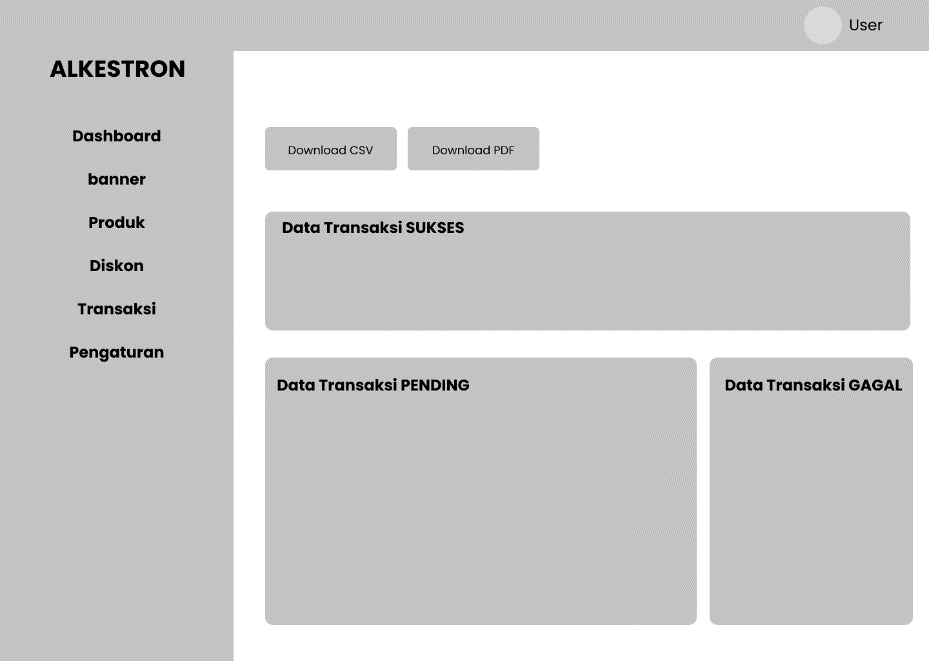 User
ALKESTRON
Dashboard
banner
Produk
Diskon
Transaksi
Pengaturan
Download CSV
Download PDF
Data Transaksi SUKSES
Data Transaksi PENDING
Data Transaksi GAGAL